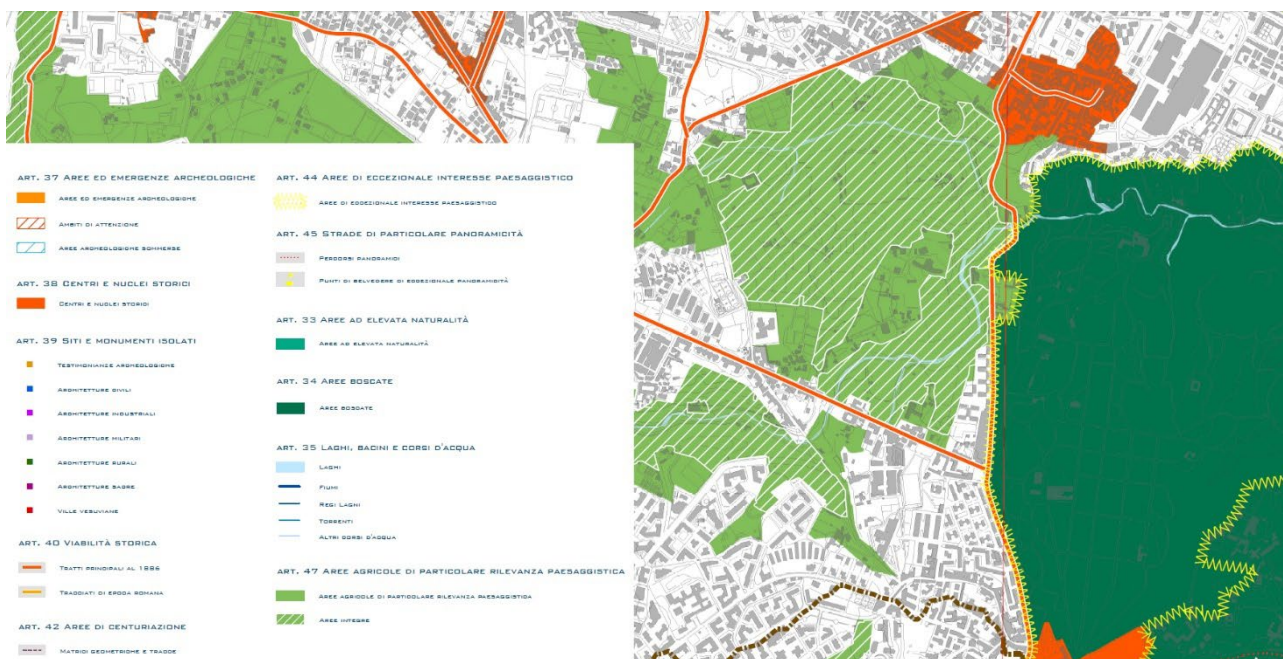 ART. 37 AREE ED EMERGENZE ARCHEOLOGICHE
AREE ED EMERGENZE ARCHEOLOGICHE
AMBITI DI ATTENZIONE
AREE ARCHEOLOGICHE SOMMERSE
ART. 38 CENTRI E NUCLEI STORICI
CENTRI E NUCLEI STORICI
ART. 39 SITI E MONUMENTI ISOLATI
TESTIMONIANZE ARCHEOLOGICHE
ARCHITETTURE CIVILI
ARCHITETTURE INDUSTRIALI
ARCHITETTURE MILITARI
ARCHITETTURE RURALI
ARCHITETTURE SACRE
VILLE VESUVIANE
ART. 40 VIABILITÀ STORICA
TRATTI PRINCIPALI AL 1886
TRACCIATI DI EPOCA ROMANA
ART. 42 AREE DI CENTURIAZIONE
MATRICI GEOMETRICHE E TRACCE
ART. 44 AREE DI ECCEZIONALE INTERESSE PAESAGGISTICO
AREE DI ECCEZIONALE INTERESSE PAESAGGISTICO
ART. 45 STRADE DI PARTICOLARE PANORAMICITÀ
PERCORSI PANORAMICI
PUNTI DI BELVEDERE DI ECCEZIONALE PANORAMICITÀ
ART. 33 AREE AD ELEVATA NATURALITÀ
AREE AD ELEVATA NATURALITÀ
ART. 34 AREE BOSCATE
AREE BOSCATE
ART. 35 LAGHI, BACINI E CORSI D'ACQUA
LAGHI
FIUMI
REGI LAGNI
TORRENTI
ALTRI CORSI D'ACQUA
ART. 47 AREE AGRICOLE DI PARTICOLARE RILEVANZA PAESAGGISTICA
AREE AGRICOLE DI PARTICOLARE RILEVANZA PAESAGGISTICA
AREE INTEGRE